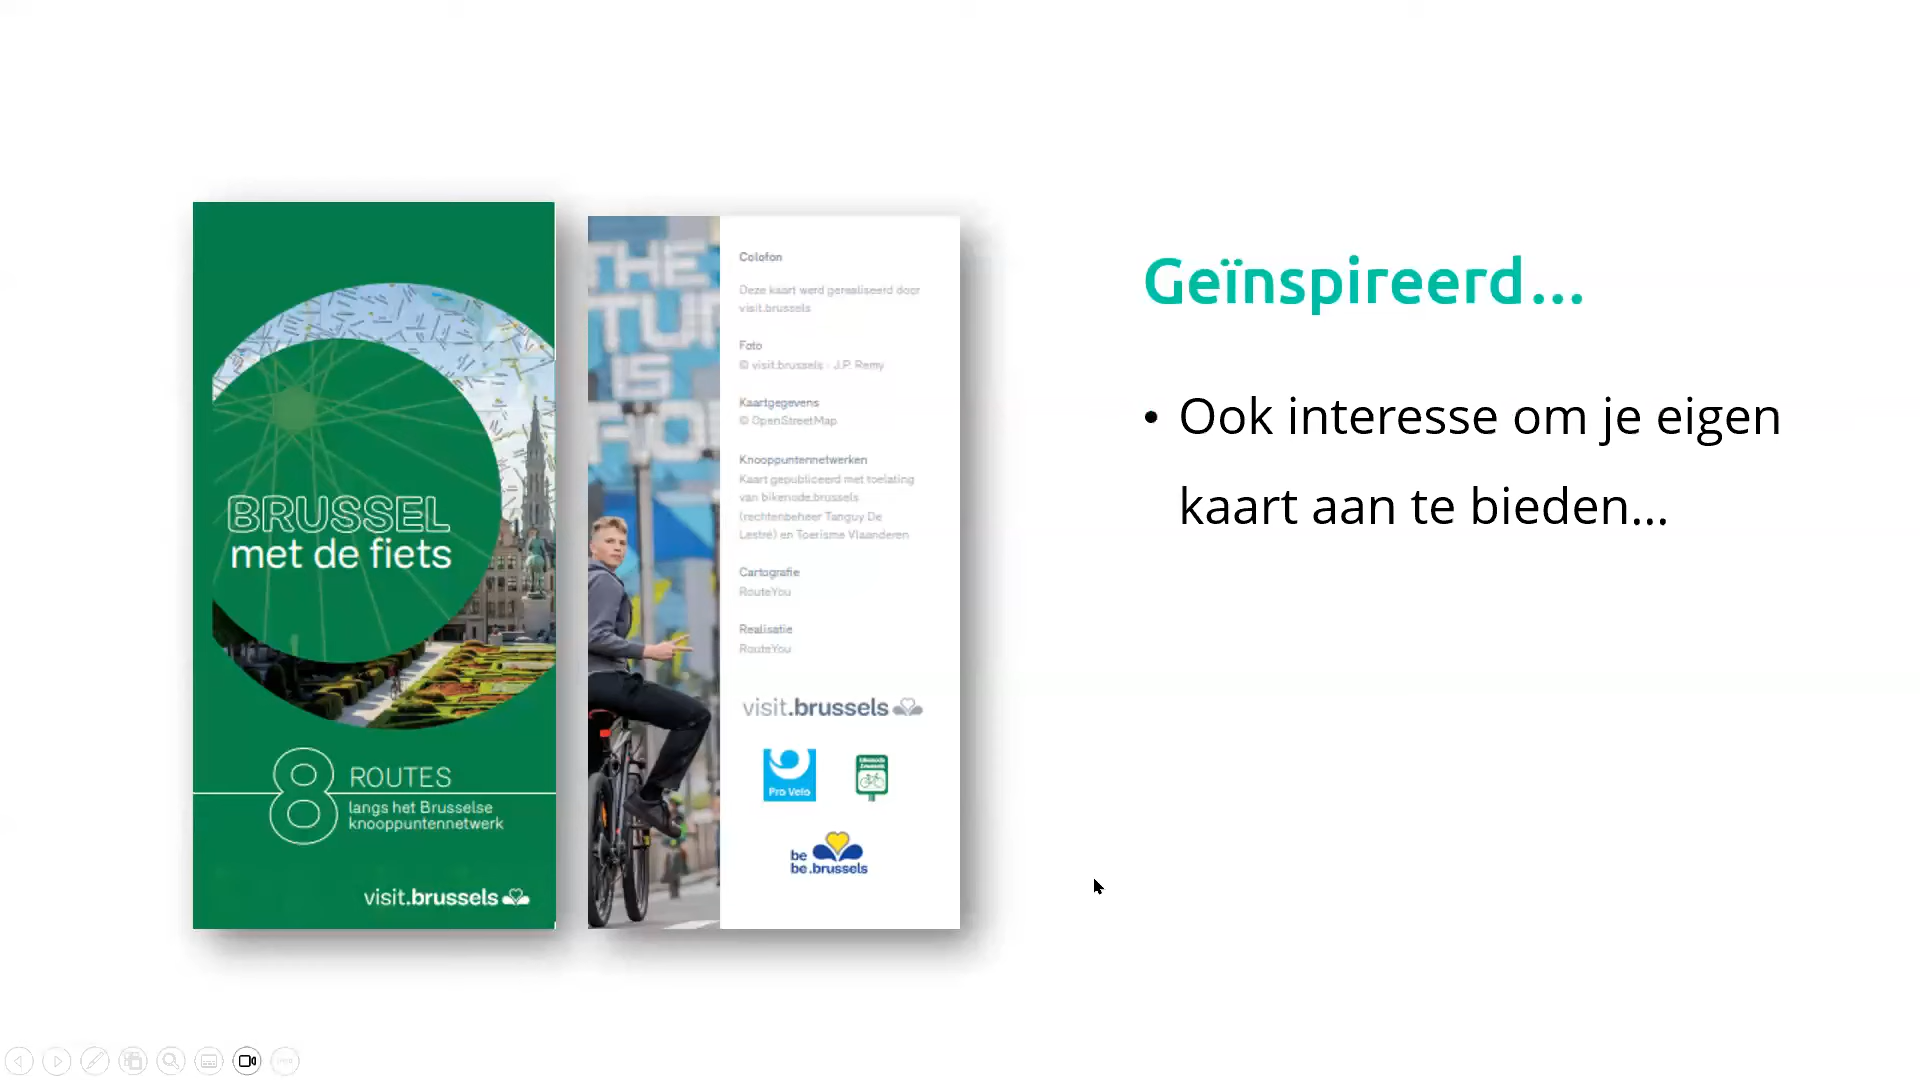 BRUSSEL
met de fiets
8
ROUTES
langs het Brusselse
knooppuntennetwerk
visit.brussels
THE
IS
Colofon
Deze kaart werd gerealiseerd door
visit.brussels
Foto
© visit.brussels - J.P. Remy
Kaartgegevens
© OpenStreetMap
Knooppuntennetwerken
Kaart gepubliceerd met toelating
van bikenode.brussels
(rechtenbeheer Tanguy De
Lestré) en Toerisme Vlaanderen
Cartografie
RouteYou
Realisatie
RouteYou
visit.brussels
Pro Velo
be
be.brussels
Geïnspireerd...
• Ook interesse om je eigen
kaart aan te bieden...